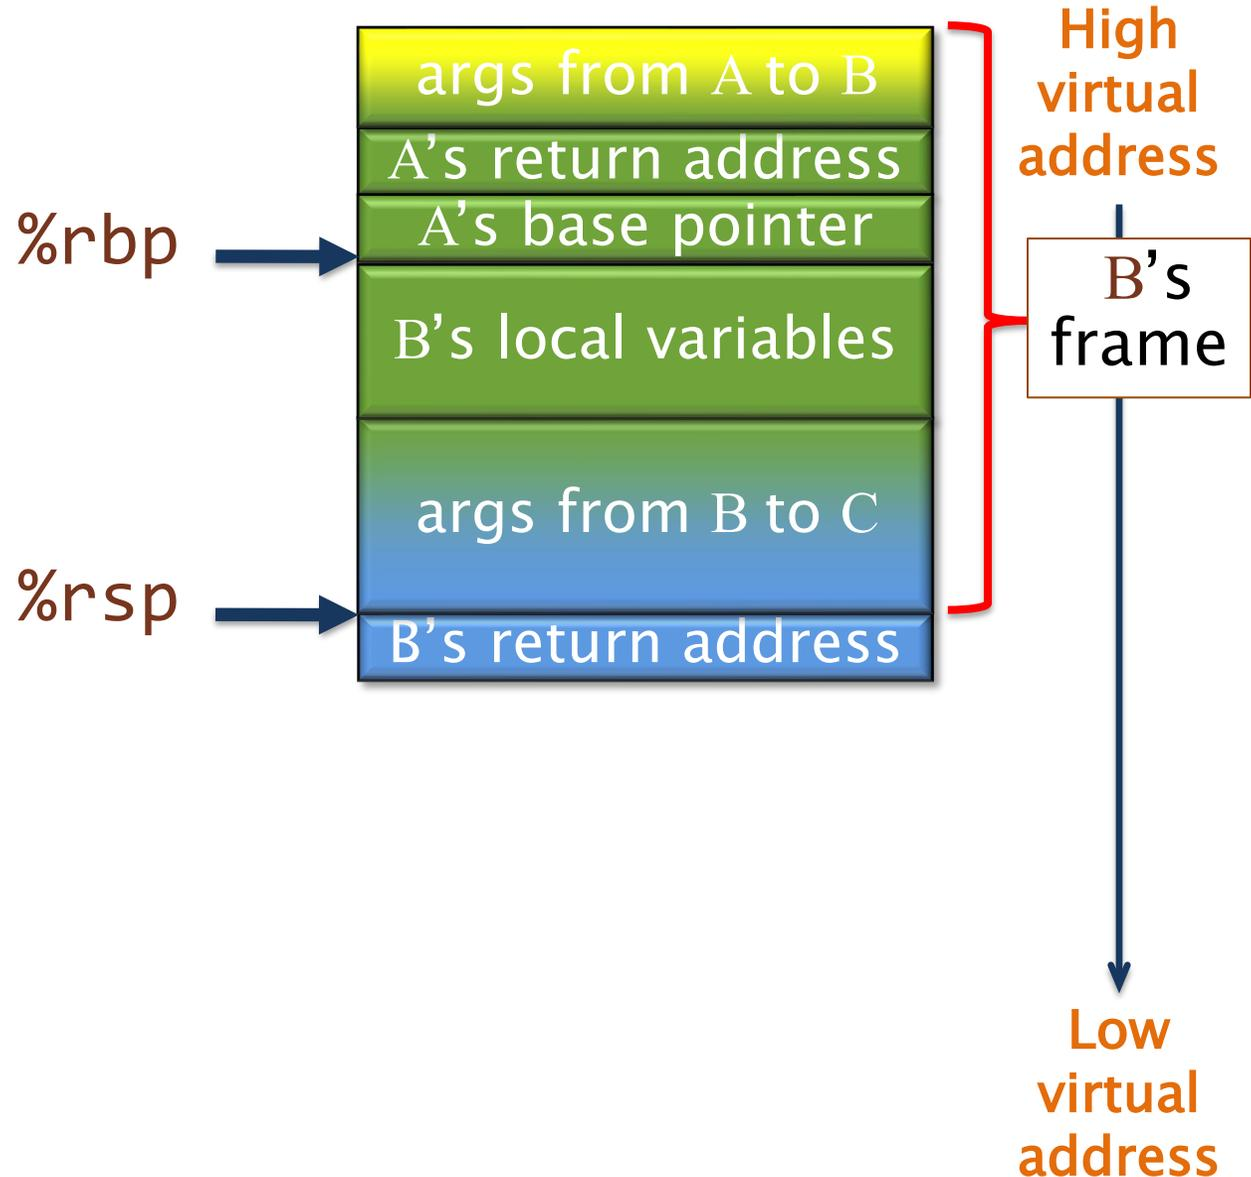 args from A to B
A's return address
A's base pointer
B's local variables
args from B to C
B's return address
%rbp
%rsp
High
virtual
address
B's
frame
Low
virtual
address